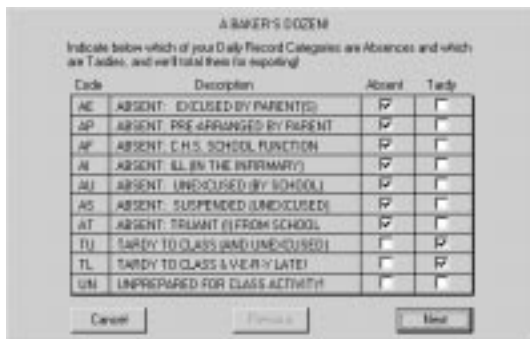 A BAKER'S DOZEN!
Indicate below which of your Daily Record Categories are Absences and which
are Tardies, and we'll total them for exporting!
Code Description Absent Tardy
AE ABSENT: EXCUSED BY PARENT(S)
AP ABSENT: PRE-ARRANGED BY PARENT
AF ABSENT: C.H.S. SCHOOL FUNCTION
AI ABSENT: ILL (IN THE INFIRMARY)
AU ABSENT: UNEXCUSED (BY SCHOOL)
AS ABSENT: SUSPENDED (UNEXCUSED)
AT ABSENT: TRUANT (!) FROM SCHOOL
TU TARDY TO CLASS (AND UNEXCUSED)
TL TARDY TO CLASS & V-E-R-Y LATE!
UN UNPREPARED FOR CLASS ACTIVITY!
Cancel Previous Next